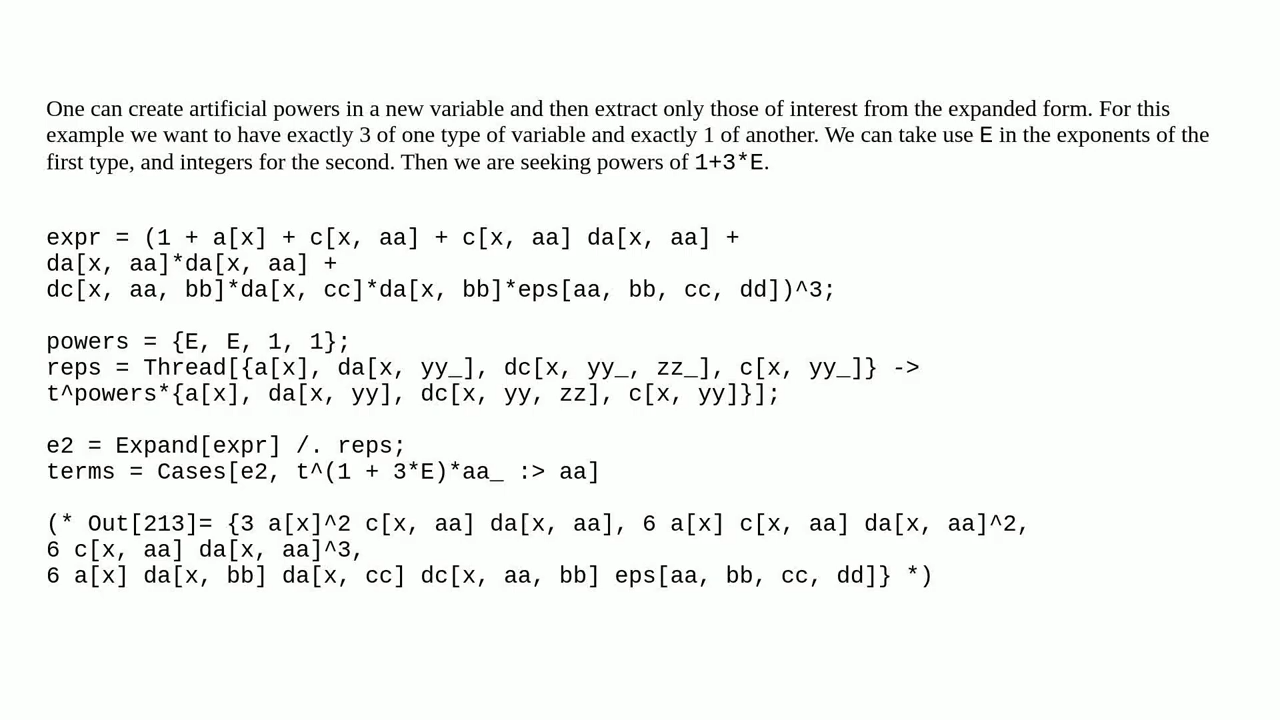 One can create artificial powers in a new variable and then extract only those of interest from the expanded form. For this
example we want to have exactly 3 of one type of variable and exactly 1 of another. We can take use E in the exponents of the
first type, and integers for the second. Then we are seeking powers of 1+3*E.
expr = (1 + a[x] + c[x, aa] + c[x, aa] da[x, aa] +
da[x, aa]*da[x, aa] +
dc[x, aa, bb]*da[x, cc]*da[x, bb]*eps[aa, bb, cc, dd])^3;
powers = {E, E, 1, 1};
reps = Thread[{a[x], da[x, yy_], dc[x, yy_, zz_], c[x, yy_]} ->
t^powers*{a[x], da[x, yy], dc[x, yy, zz], c[x, yy]}];
e2 = Expand[expr] /. reps;
terms = Cases[e2, t^(1 + 3*E)*aa_ :> aa]
(* Out[213]= {3 a[x]^2 c[x, aa] da[x, aa], 6 a[x] c[x, aa] da[x, aa]^2,
6 c[x, aa] da[x, aa]^3,
6 a[x] da[x, bb] da[x, cc] dc[x, aa, bb] eps[aa, bb, cc, dd]} *)